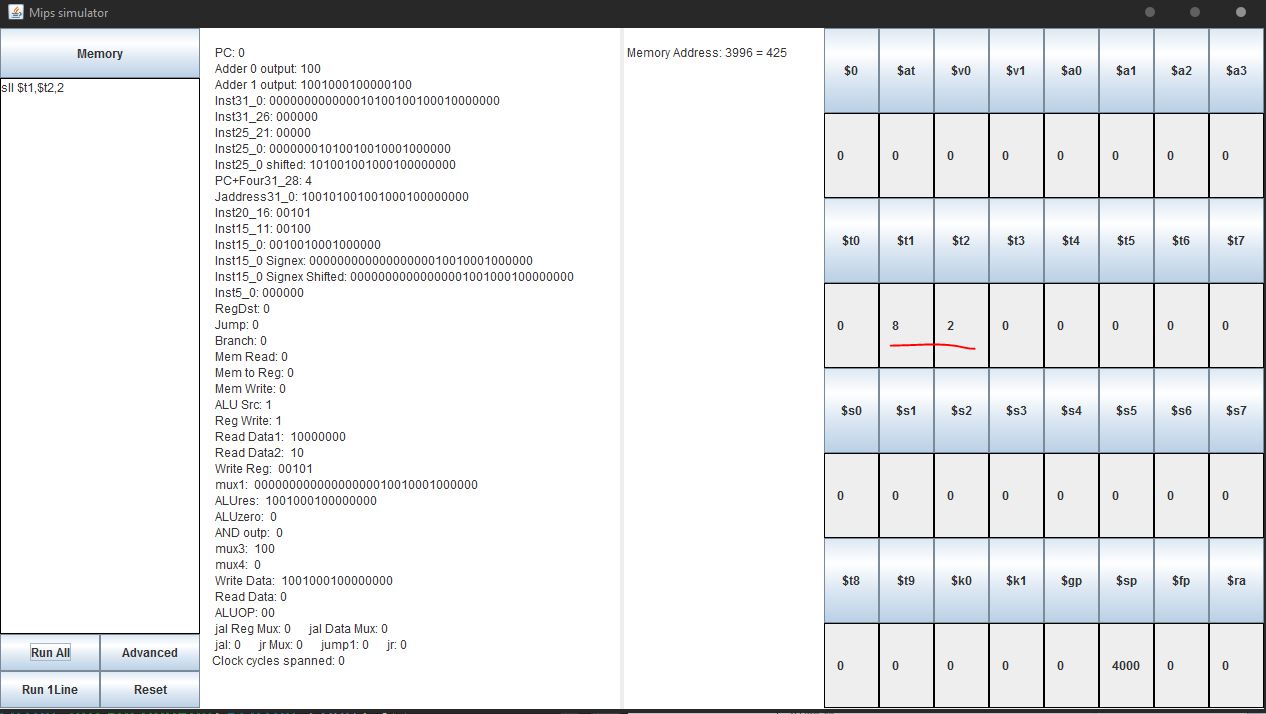 Mips simulator
Memory
sll $t1,$t2,2
Run All
Advanced
Run 1Line
Reset
PC: 0
Adder 0 output: 100
Adder 1 output: 1001000100000100
Inst31_0: 00000000000001010010010001000​0000
Inst31_26: 000000
Inst25_21: 00000
Inst25_0: 00000001010010010001000000
Inst25_0 shifted: 101001001000100000000
PC+Four31_28: 4
Jaddress31_0: 100101001001000100000000
Inst20_16: 00101
Inst15_11: 00100
Inst15_0: 0010010001000000
Inst15_0 Signex: 00000000000000000010010001000000
Inst15_0 Signex Shifted: 00000000000000001001000100000000
Inst5_0: 000000
RegDst: 0
Jump: 0
Branch: 0
Mem Read: 0
Mem to Reg: 0
Mem Write: 0
ALU Src: 1
Reg Write: 1
Read Data1: 10000000
Read Data2: 10
Write Reg: 00101
mux1: 00000000000000000010010001000000
ALUres: 1001000100000000
ALUzero: 0
AND outp: 0
mux3: 100
mux4: 0
Write Data: 1001000100000000
Read Data: 0
ALUOP: 00
jal Reg Mux: 0 jal Data Mux: 0
jal: 0 jr Mux: 0 jump1: 0 jr: 0
Clock cycles spanned: 0
Memory Address: 3996 = 425
$0 $at $v0 $v1 $a0 $a1 $a2 $a3
0 0 0 0 0 0 0 0
$t0 $t1 $t2 $t3 $t4 $t5 $t6 $t7
0 8 2 0 0 0 0 0
$s0 $s1 $s2 $s3 $s4 $s5 $s6 $s7
0 0 0 0 0 0 0 0
$t8 $t9 $k0 $k1 $gp $sp $fp $ra
0 0 0 0 0 4000 0 0